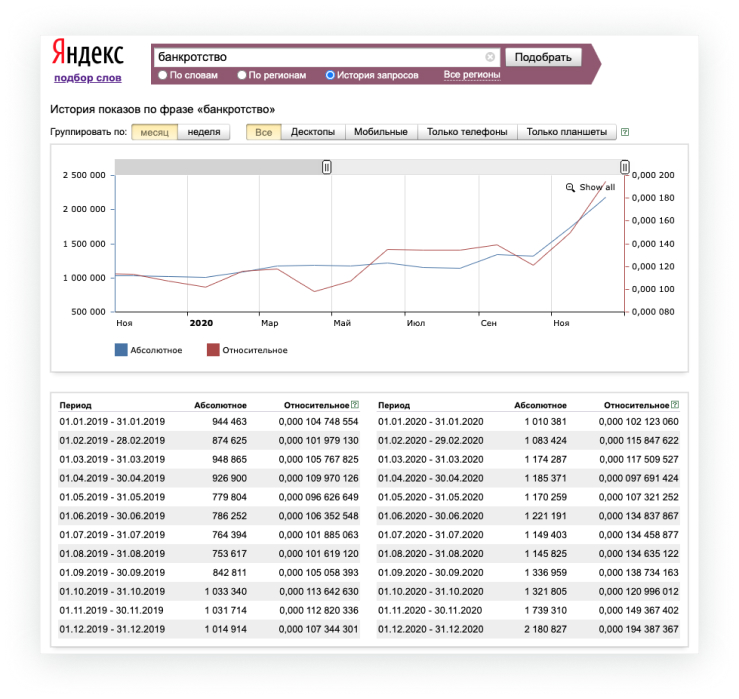 Яндекс
подбор слов
банкротство
Подобрать
По словам По регионам История запросов Все регионы
История показов по фразе «банкротство»
Группировать по: месяц неделя Все Десктопы Мобильные Только телефоны Только планшеты ?
2 500 000 0,000 200
Show all
0,000 180
2 000 000
0,000 160
1 500 000 0,000 140
0,000 120
1 000 000
0,000 100
500 000 0,000 080
Ноя 2020 Мар Май Июл Сен Ноя
Абсолютное Относительное
Период Абсолютное Относительное ? Период Абсолютное Относительное ?
01.01.2019 - 31.01.2019 944 463 0,000 104 748 554 01.01.2020 - 31.01.2020 1 010 381 0,000 102 123 060
01.02.2019 - 28.02.2019 874 625 0,000 101 979 130 01.02.2020 - 29.02.2020 1 083 424 0,000 115 847 622
01.03.2019 - 31.03.2019 948 865 0,000 105 767 825 01.03.2020 - 31.03.2020 1 174 287 0,000 117 509 527
01.04.2019 - 30.04.2019 926 900 0,000 109 970 126 01.04.2020 - 30.04.2020 1 185 371 0,000 097 691 424
01.05.2019 - 31.05.2019 779 804 0,000 096 626 649 01.05.2020 - 31.05.2020 1 170 259 0,000 107 321 252
01.06.2019 - 30.06.2019 786 252 0,000 106 352 548 01.06.2020 - 30.06.2020 1 221 191 0,000 134 837 867
01.07.2019 - 31.07.2019 764 394 0,000 101 885 063 01.07.2020 - 31.07.2020 1 149 403 0,000 134 458 877
01.08.2019 - 31.08.2019 753 617 0,000 101 619 120 01.08.2020 - 31.08.2020 1 145 825 0,000 134 635 122
01.09.2019 - 30.09.2019 842 811 0,000 105 058 393 01.09.2020 - 30.09.2020 1 336 959 0,000 138 734 163
01.10.2019 - 31.10.2019 1 033 340 0,000 113 642 630 01.10.2020 - 31.10.2020 1 321 805 0,000 120 996 012
01.11.2019 - 30.11.2019 1 031 714 0,000 112 820 336 01.11.2020 - 30.11.2020 1 739 310 0,000 149 367 402
01.12.2019 - 31.12.2019 1 014 914 0,000 107 344 301 01.12.2020 - 31.12.2020 2 180 827 0,000 194 387 367